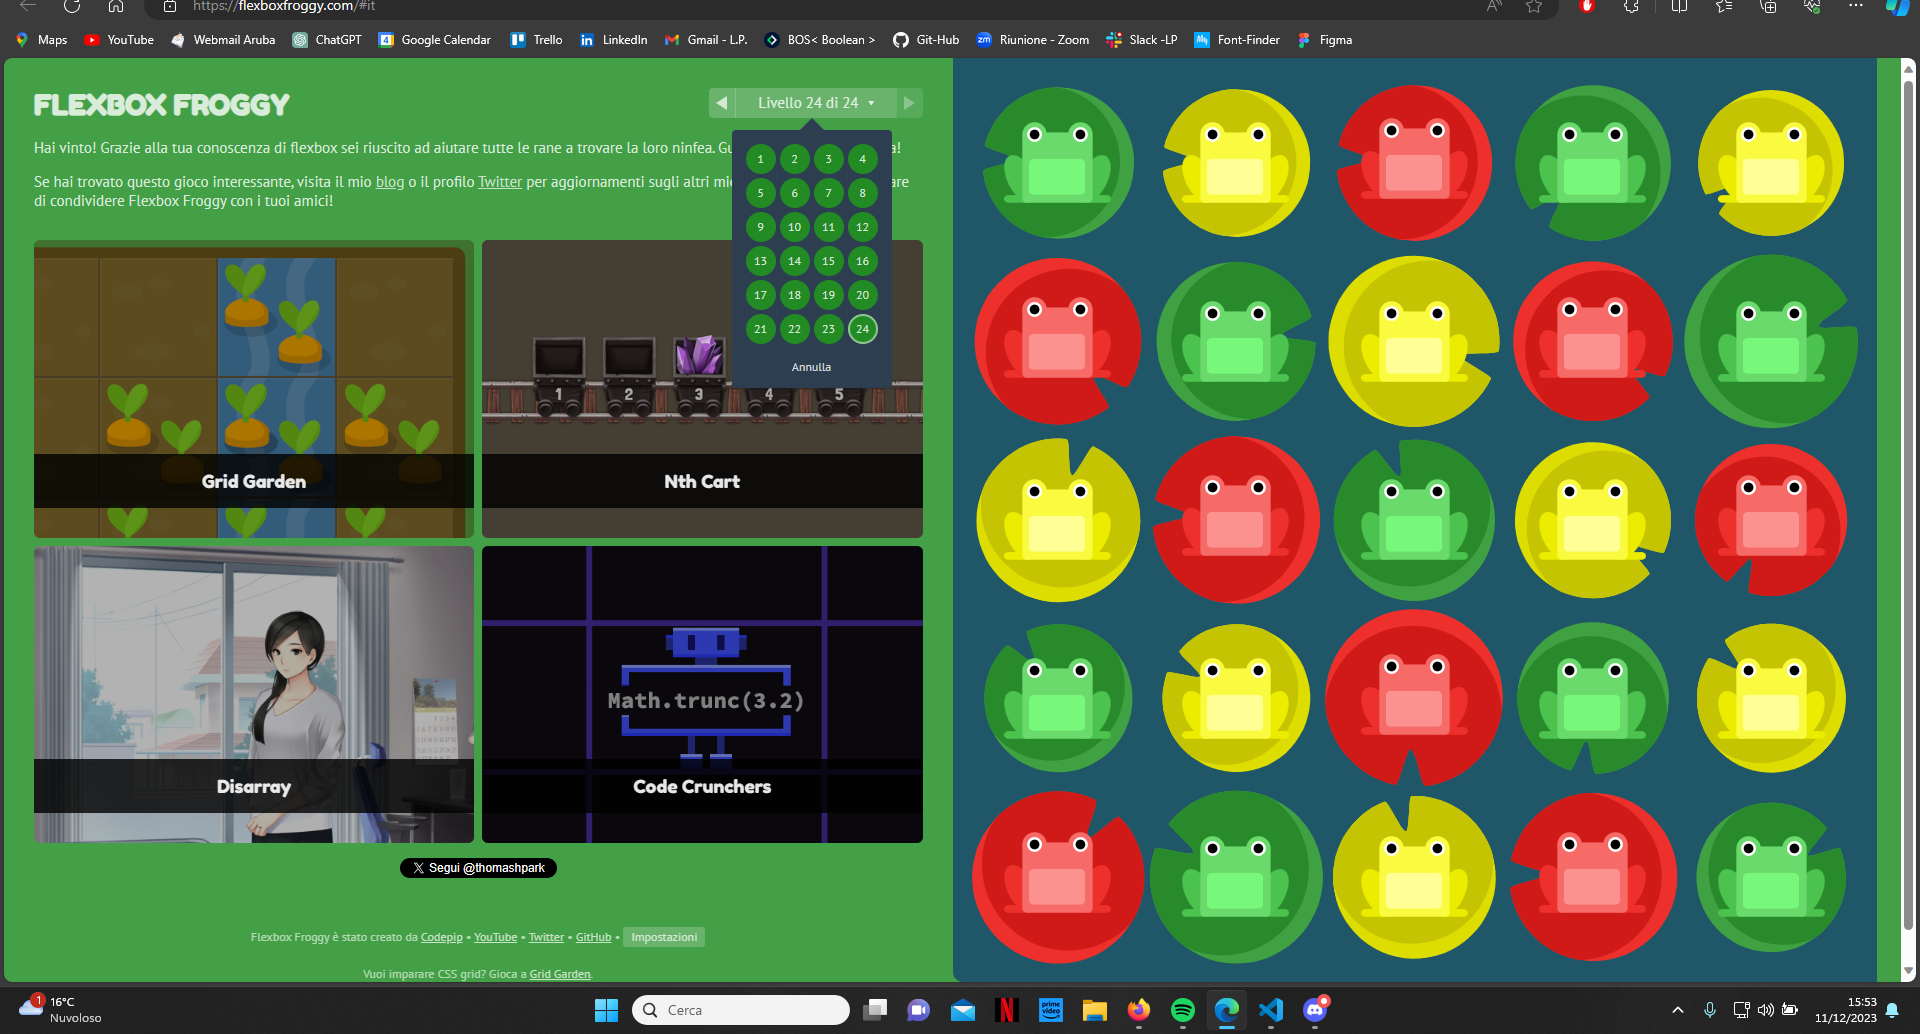 https://flexboxfroggy.com/#it
Maps YouTube Webmail Aruba ChatGPT Google Calendar Trello LinkedIn Gmail - L.P. BOS< Boolean > Git-Hub Riunione - Zoom Slack -LP Font-Finder Figma
FLEXBOX FROGGY
Livello 24 di 24
Hai vinto! Grazie alla tua conoscenza di flexbox sei riuscito ad aiutare tutte le rane a trovare la loro ninfea. a!
Se hai trovato questo gioco interessante, visita il mio blog o il profilo Twitter per aggiornamenti sugli altri
di condividere Flexbox Froggy con i tuoi amici!
1 2 3 4
5 6 7 8
9 10 11 12
13 14 15 16
17 18 19 20
21 22 23 24
Annulla
1 2 3 4 5
Grid Garden
Nth Cart
Math.trunc(3.2)
Disarray
Code Crunchers
Segui @thomashpark
Flexbox Froggy è stato creato da Codepip • YouTube • Twitter • GitHub • Impostazioni
Vuoi imparare CSS grid? Gioca a Grid Garden.
1
16°C
Nuvoloso
Cerca
prime video
15:53
11/12/2023